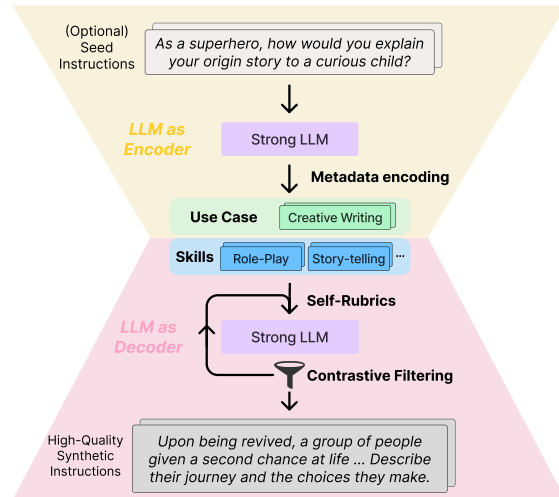 (Optional)
Seed
Instructions
As a superhero, how would you explain
your origin story to a curious child?
LLM as
Encoder
Strong LLM
Metadata encoding
Use Case
Creative Writing
Skills
Role-Play
Story-telling
...
Self-Rubrics
LLM as
Decoder
Strong LLM
Contrastive Filtering
High-Quality
Synthetic
Instructions
Upon being revived, a group of people
given a second chance at life ... Describe
their journey and the choices they make.